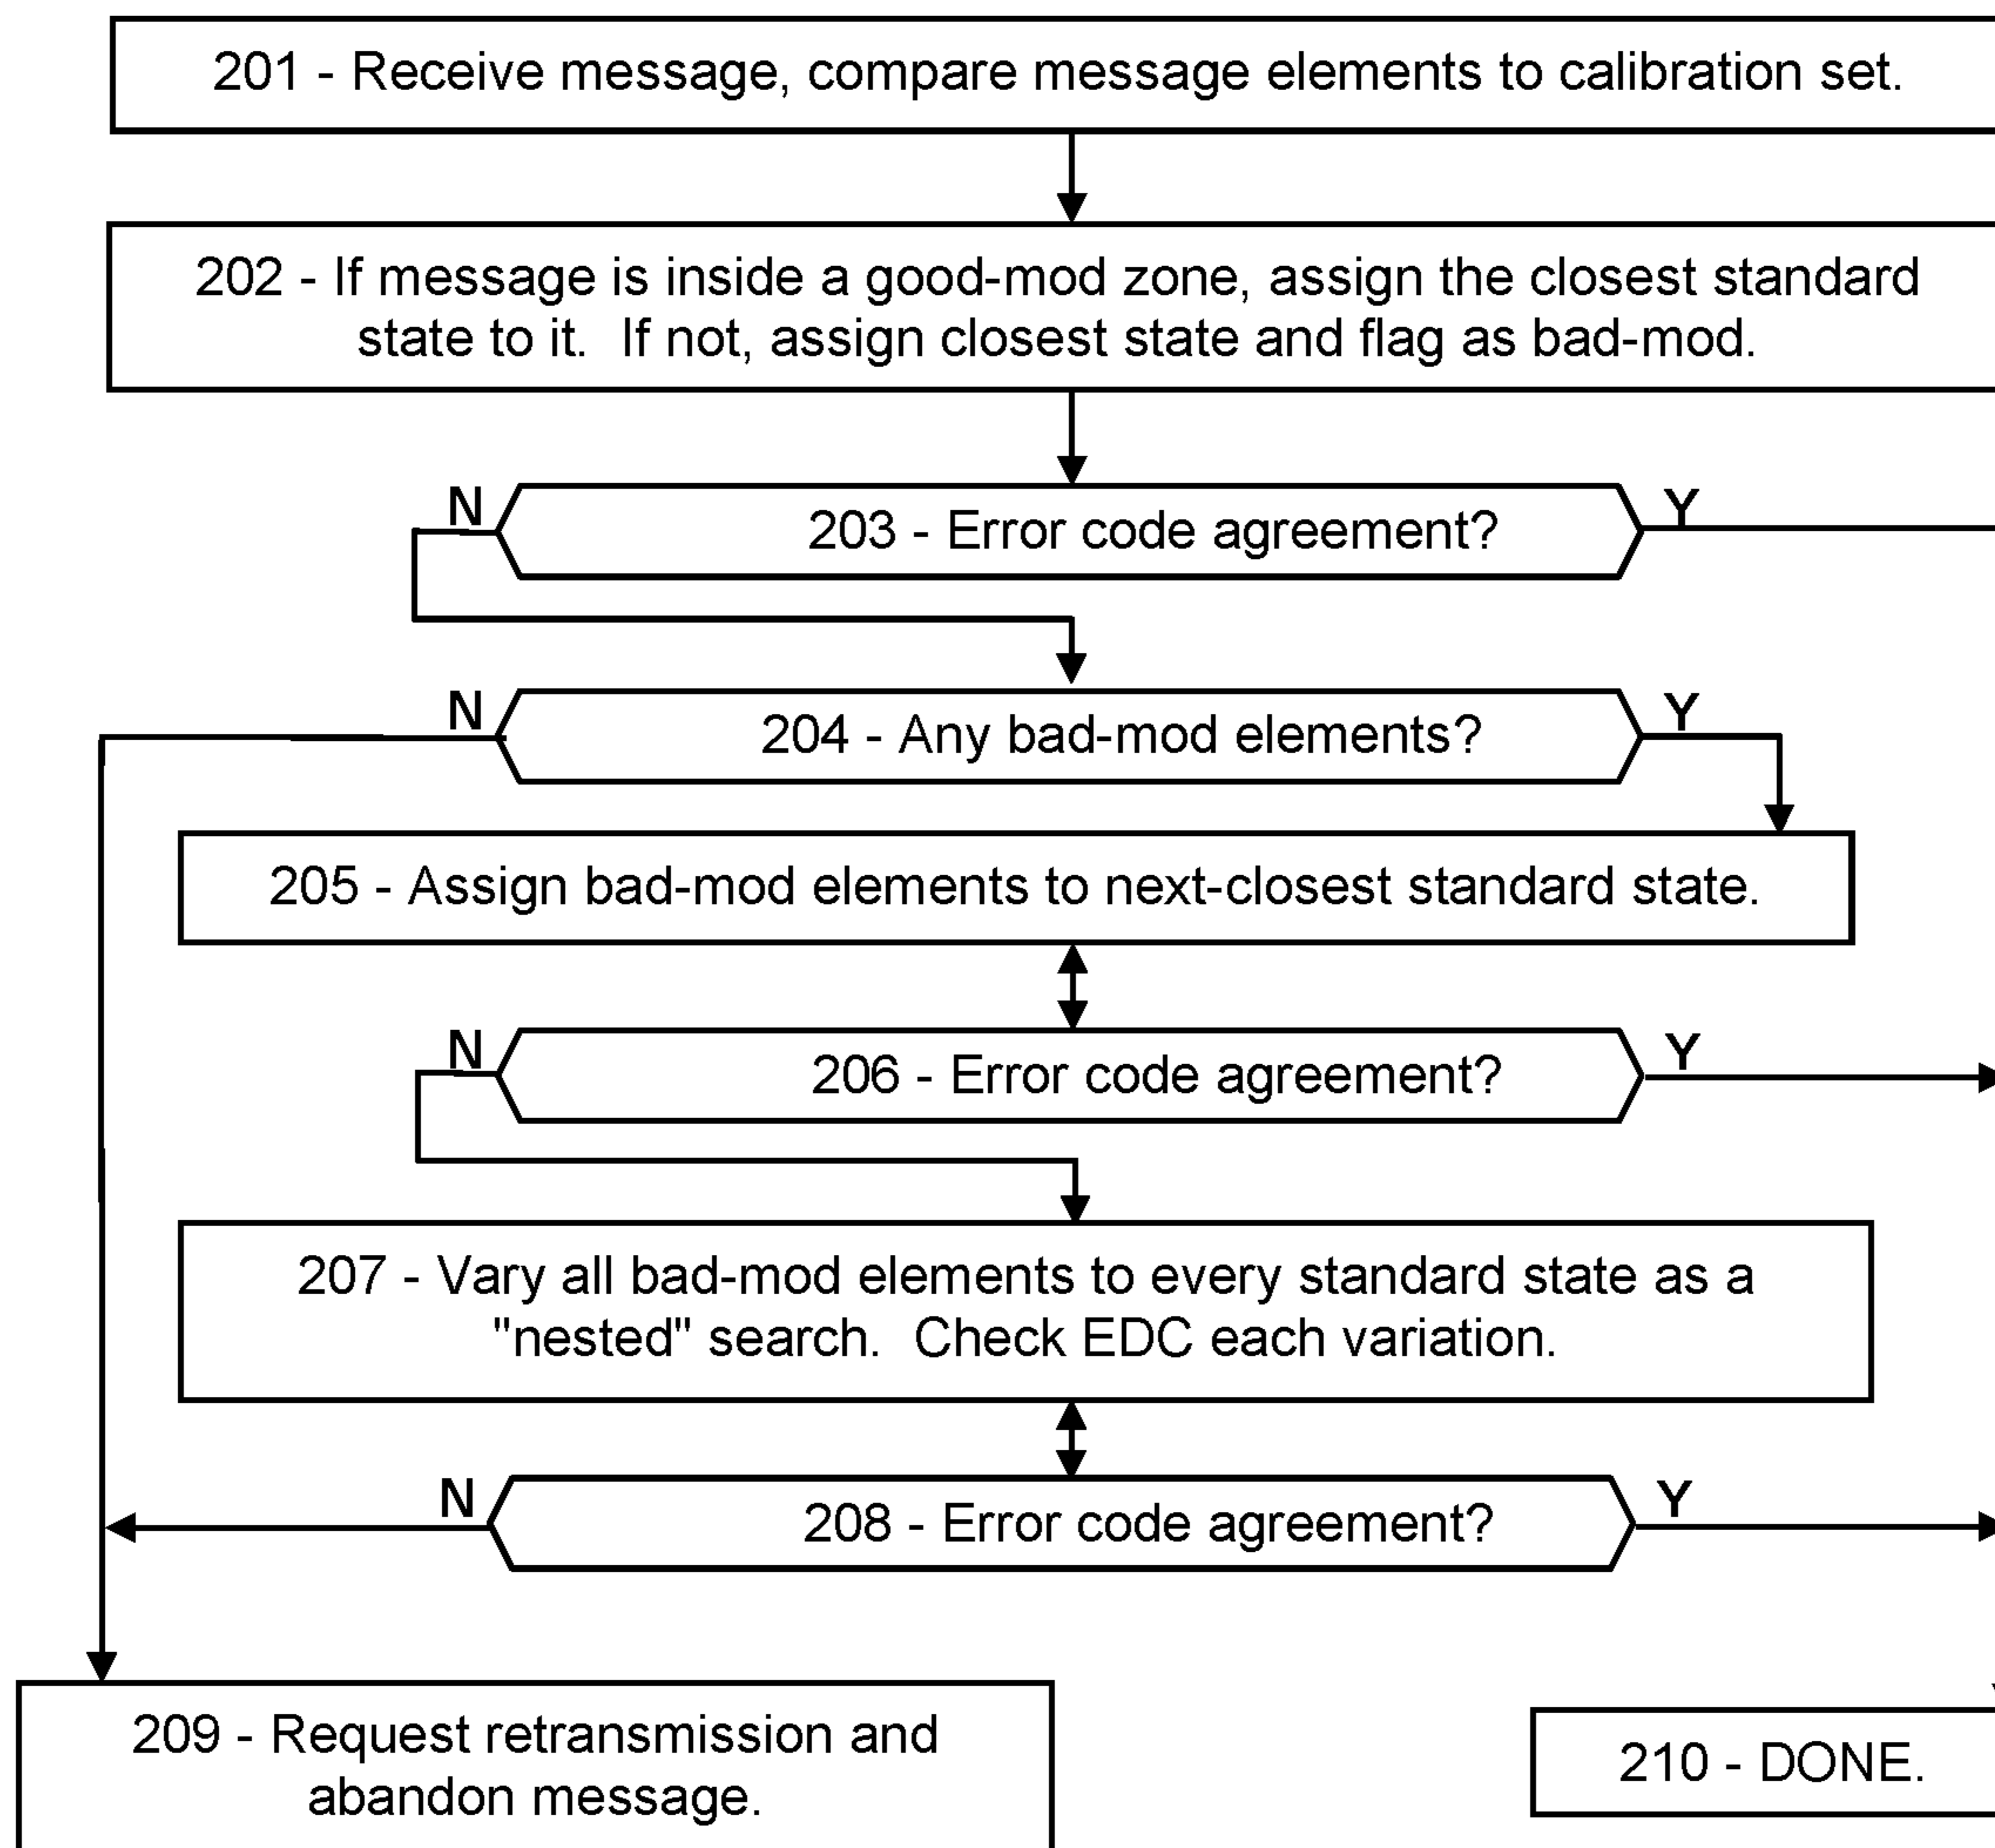 201 - Receive message, compare message elements to calibration set.
202 - If message is inside a good-mod zone, assign the closest standard
state to it.  If not, assign closest state and flag as bad-mod.
N
203 - Error code agreement?
Y
N
204 - Any bad-mod elements?
Y
205 - Assign bad-mod elements to next-closest standard state.
N
206 - Error code agreement?
Y
207 - Vary all bad-mod elements to every standard state as a
"nested" search.  Check EDC each variation.
N
208 - Error code agreement?
Y
209 - Request retransmission and
abandon message.
210 - DONE.